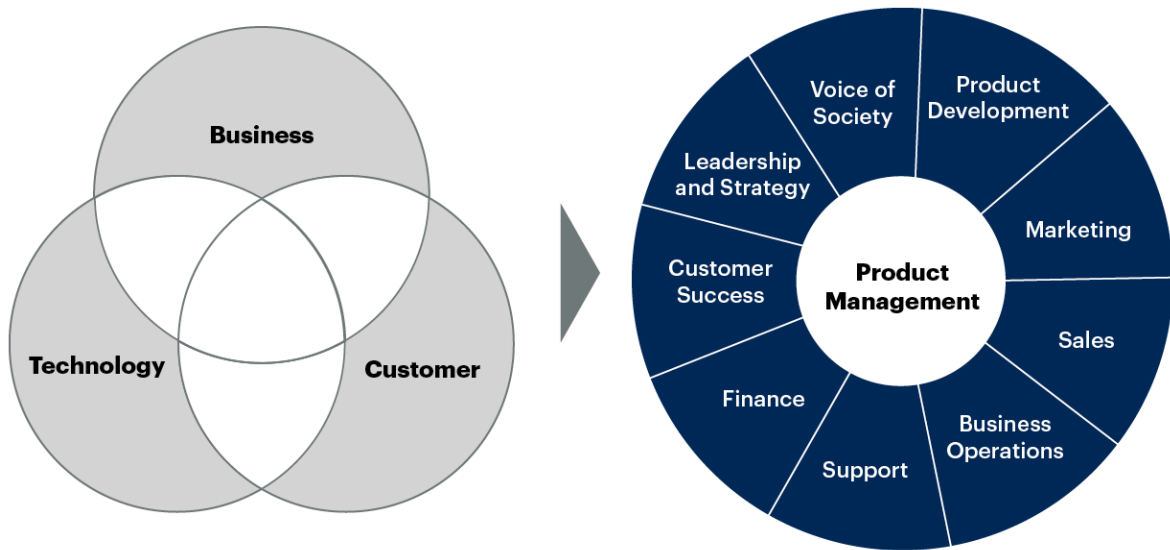 Business
Technology
Customer
Voice of
Society
Product
Development
Leadership
and Strategy
Marketing
Customer
Success
Product
Management
Sales
Finance
Business
Operations
Support